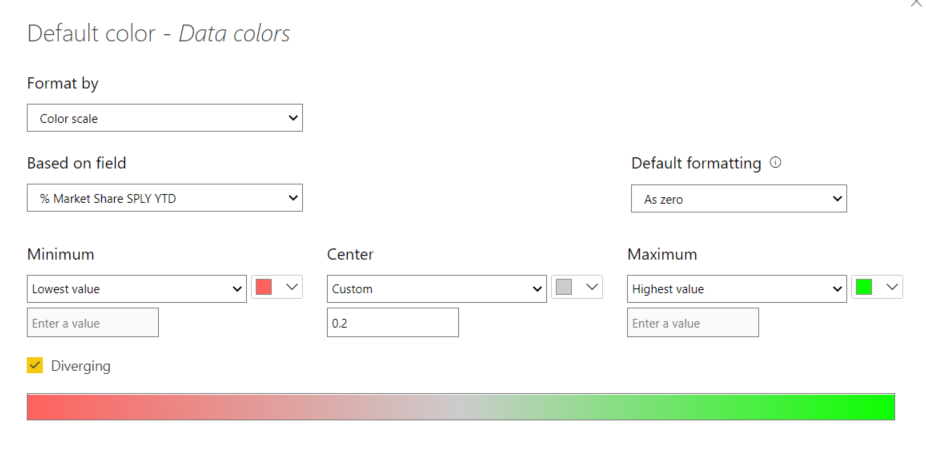 Default color - Data colors
Format by
Color scale
Based on field
Default formatting
% Market Share SPLY YTD
As zero
Minimum
Center
Maximum
Lowest value
Custom
Highest value
Enter a value
0.2
Enter a value
Diverging